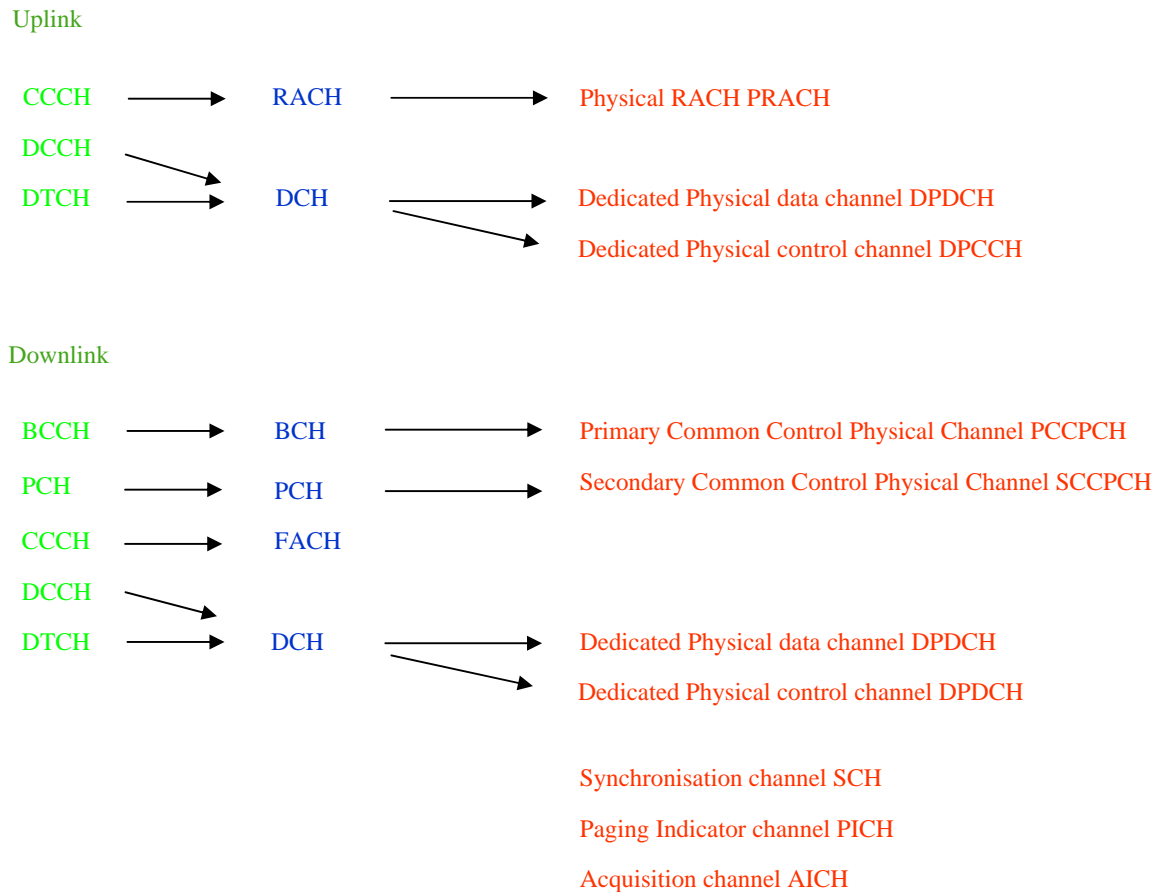 Uplink
CCCH RACH Physical RACH PRACH
DCCH
DTCH DCH Dedicated Physical data channel DPDCH
Dedicated Physical control channel DPCCH
Downlink
BCCH BCH Primary Common Control Physical Channel PCCPCH
PCH PCH Secondary Common Control Physical Channel SCCPCH
CCCH FACH
DCCH
DTCH DCH Dedicated Physical data channel DPDCH
Dedicated Physical control channel DPDCH
Synchronisation channel SCH
Paging Indicator channel PICH
Acquisition channel AICH